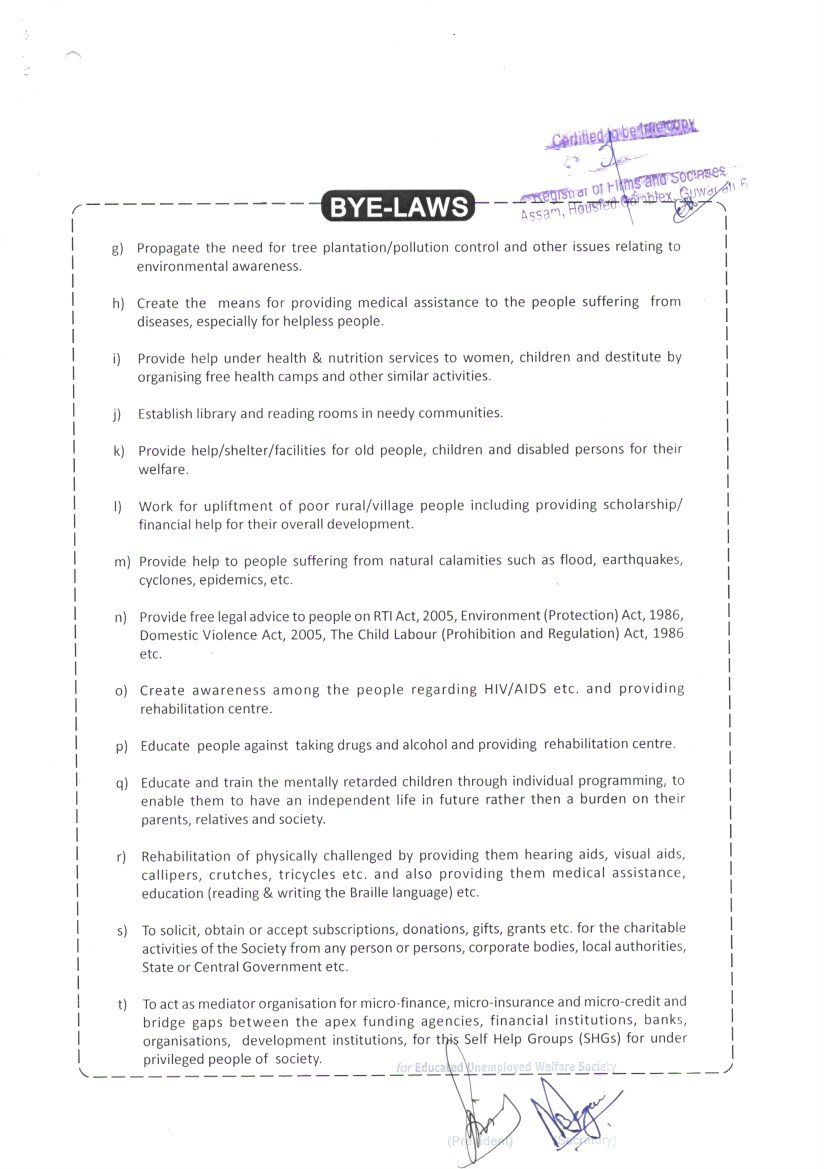 Certified to be true copy
Registrar of Firms and Societies
Assam, Housfed Complex, Guwahati-6
BYE-LAWS
g) Propagate the need for tree plantation/pollution control and other issues relating to
environmental awareness.
h) Create the means for providing medical assistance to the people suffering from
diseases, especially for helpless people.
i) Provide help under health & nutrition services to women, children and destitute by
organising free health camps and other similar activities.
j) Establish library and reading rooms in needy communities.
k) Provide help/shelter/facilities for old people, children and disabled persons for their
welfare.
l) Work for upliftment of poor rural/village people including providing scholarship/
financial help for their overall development.
m) Provide help to people suffering from natural calamities such as flood, earthquakes,
cyclones, epidemics, etc.
n) Provide free legal advice to people on RTI Act, 2005, Environment (Protection) Act, 1986,
Domestic Violence Act, 2005, The Child Labour (Prohibition and Regulation) Act, 1986
etc.
o) Create awareness among the people regarding HIV/AIDS etc. and providing
rehabilitation centre.
p) Educate people against taking drugs and alcohol and providing rehabilitation centre.
q) Educate and train the mentally retarded children through individual programming, to
enable them to have an independent life in future rather then a burden on their
parents, relatives and society.
r) Rehabilitation of physically challenged by providing them hearing aids, visual aids,
callipers, crutches, tricycles etc. and also providing them medical assistance,
education (reading & writing the Braille language) etc.
s) To solicit, obtain or accept subscriptions, donations, gifts, grants etc. for the charitable
activities of the Society from any person or persons, corporate bodies, local authorities,
State or Central Government etc.
t) To act as mediator organisation for micro-finance, micro-insurance and micro-credit and
bridge gaps between the apex funding agencies, financial institutions, banks,
organisations, development institutions, for this Self Help Groups (SHGs) for under
privileged people of society.
for Educated Unemployed Welfare Society
(President) (Secretary)